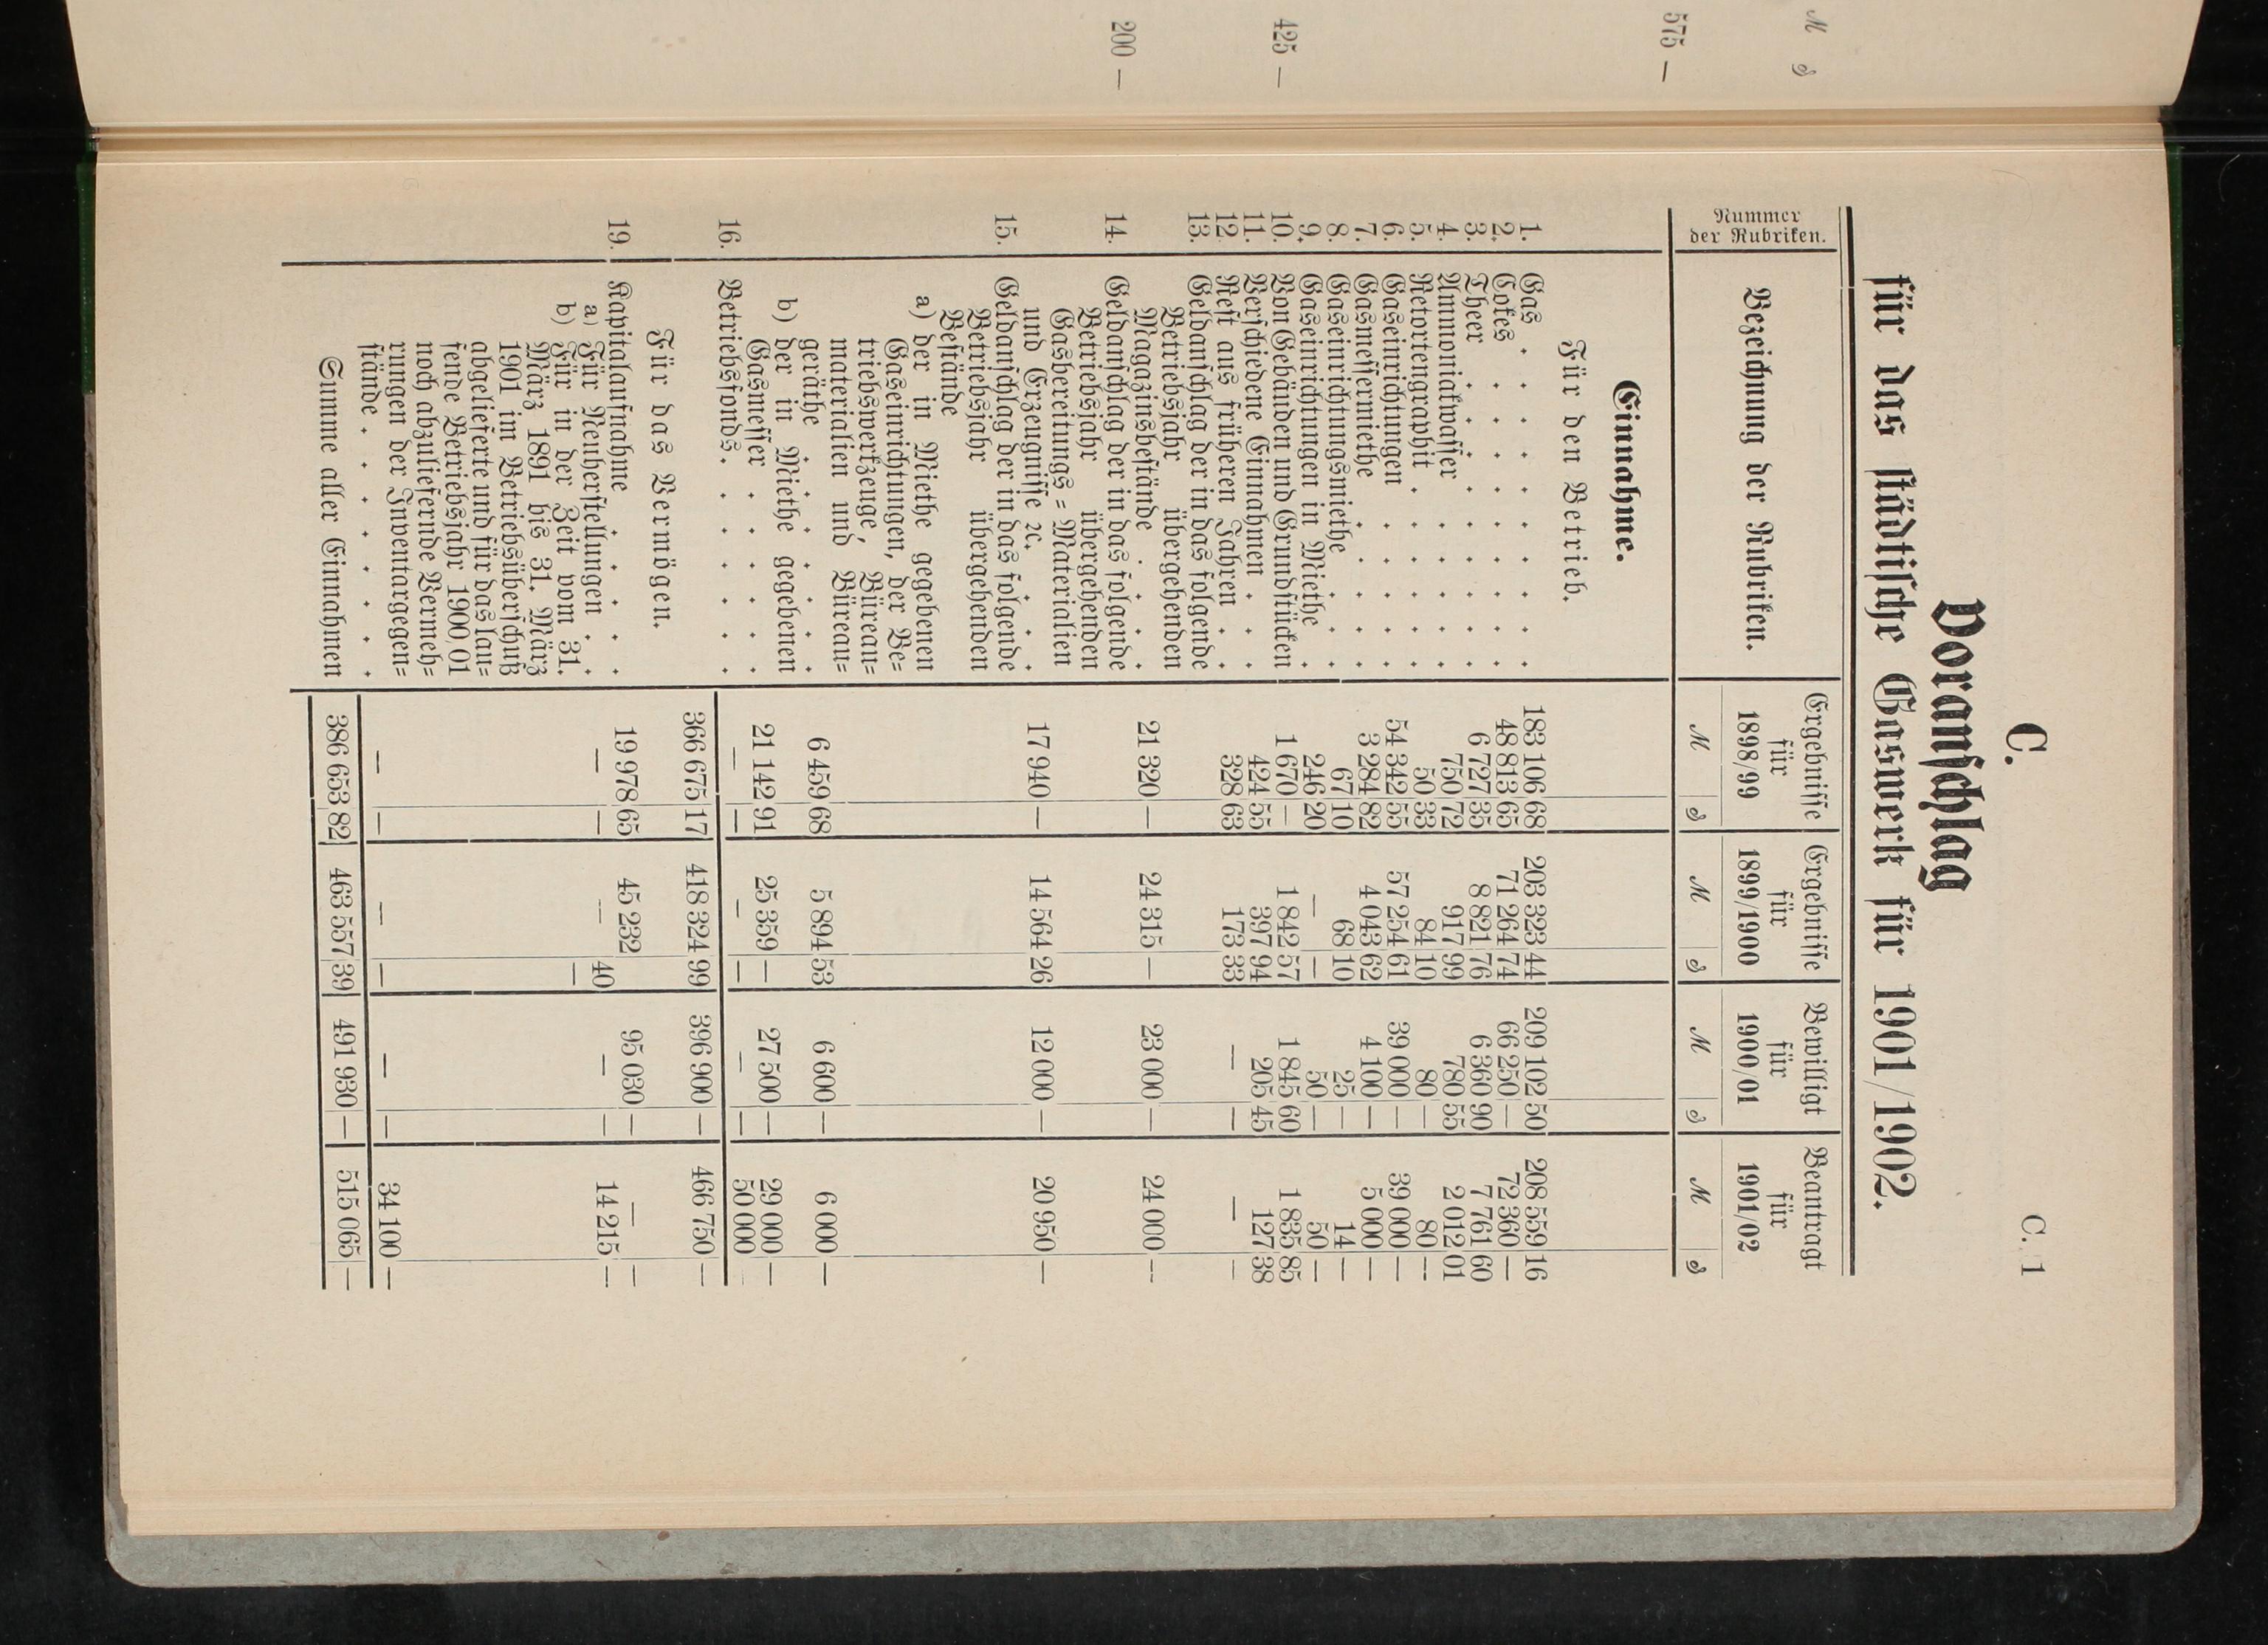 M ₰
575 —
425 —
200 —
C. 1
C.
Voranschlag
für das städtische Gaswerk für 1901/1902.
Nummer der Rubriken. Bezeichnung der Rubriken. Ergebnisse für 1898/99 Ergebnisse für 1899/1900 Bewilligt für 1900/01 Beantragt für 1901/02
M ₰ M ₰ M ₰ M ₰
Einnahme.
Für den Betrieb.
1. Gas . . . . . . 183 106 68 203 323 44 209 102 50 208 559 16
2. Cokes . . . . . . 48 813 65 71 264 74 66 250 — 72 360 —
3. Theer . . . . . . 6 727 35 8 821 76 6 360 90 7 761 60
4. Ammoniakwasser . . . . 750 72 917 99 780 55 2 012 01
5. Retortengraphit . . . . 50 33 84 10 80 — 80 —
6. Gaseinrichtungen . . . . 54 342 55 57 254 61 39 000 — 39 000 —
7. Gasmessermiethe . . . . 3 284 82 4 043 62 4 100 — 5 000 —
8. Gaseinrichtungsmiethe . . . 67 10 68 10 25 — 14 —
9. Gaseinrichtungen in Miethe . 246 20 — — 50 — 50 —
10. Von Gebäuden und Grundstücken 1 670 — 1 842 57 1 845 60 1 835 85
11. Verschiedene Einnahmen . . . 424 55 397 94 205 45 127 38
12. Rest aus früheren Jahren . . 328 63 173 33 — — — —
13. Geldanschlag der in das folgende
Betriebsjahr übergehenden
Magazinsbestände . . . 21 320 — 24 315 — 23 000 — 24 000 —
14. Geldanschlag der in das folgende
Betriebsjahr übergehenden
Gasbereitungs-Materialien
und Erzeugnisse ꝛc. . . . 17 940 — 14 564 26 12 000 — 20 950 —
15. Geldanschlag der in das folgende
Betriebsjahr übergehenden
Bestände
a) der in Miethe gegebenen
Gaseinrichtungen, der Be-
triebswerkzeuge, Büreau-
materialien und Büreau-
geräthe . . . . . 6 459 68 5 894 53 6 600 — 6 000 —
b) der in Miethe gegebenen
Gasmesser . . . . . 21 142 91 25 359 — 27 500 — 29 000 —
16. Betriebsfonds . . . . . — — — — — — 50 000
366 675 17 418 324 99 396 900 — 466 750 —
Für das Vermögen.
19. Kapitalaufnahme . . . . 19 978 65 45 232 40 95 030 — — —
a) Für Neuherstellungen . . — — — — — — 14 215 —
b) Für in der Zeit vom 31.
März 1891 bis 31. März
1901 im Betriebsüberschuß
abgelieferte und für das lau-
fende Betriebsjahr 1900/01
noch abzuliefernde Vermeh-
rungen der Inventargegen-
stände . . . . . . — — — — — — 34 100 —
Summe aller Einnahmen 386 653 82 463 557 39 491 930 — 515 065 —